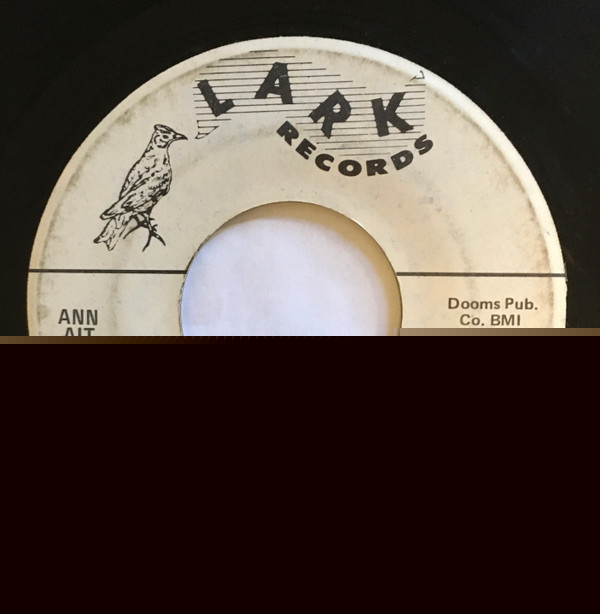 LARK
RECORDS
ANN
Dooms Pub.
Co. BMI